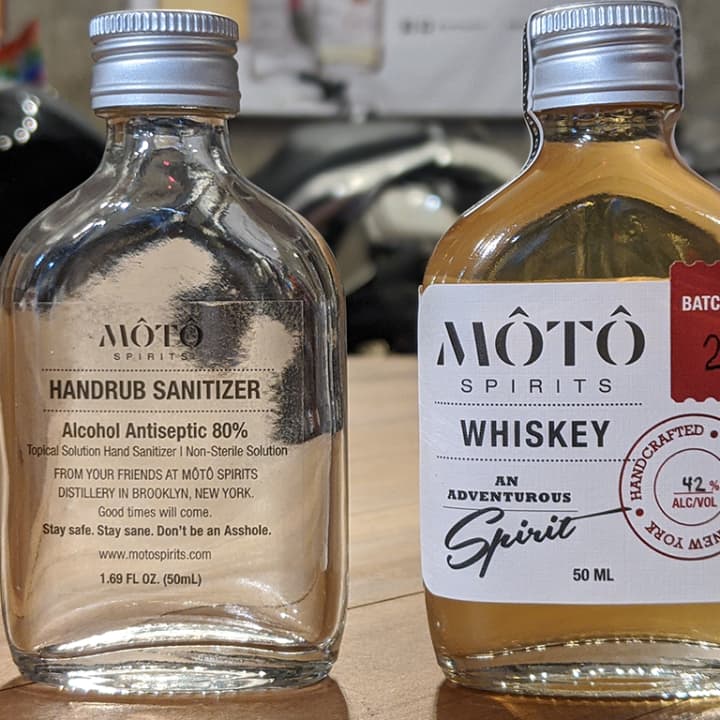 MÔTÔ
SPIRITS
HANDRUB SANITIZER
Alcohol Antiseptic 80%
Topical Solution Hand Sanitizer | Non-Sterile Solution
FROM YOUR FRIENDS AT MÔTÔ SPIRITS
DISTILLERY IN BROOKLYN, NEW YORK.
Good times will come.
Stay safe. Stay sane. Don't be an Asshole.
www.motospirits.com
1.69 FL OZ. (50mL)
MÔTÔ
SPIRITS
WHISKEY
AN
ADVENTUROUS
Spirit
50 ML
BATC
2
HANDCRAFTED
42 %
ALC/VOL
NEW YORK